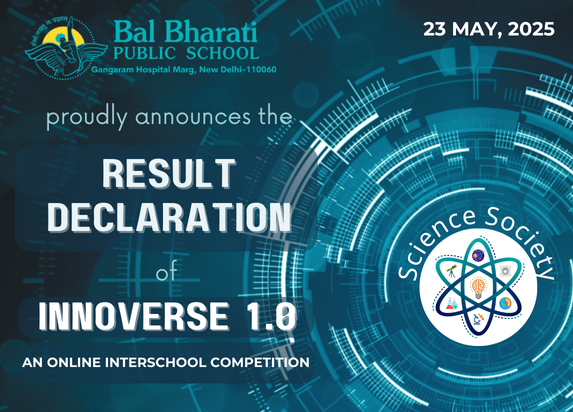 Bal Bharati
PUBLIC SCHOOL
Gangaram Hospital Marg, New Delhi-110060
23 MAY, 2025
proudly announces the
RESULT
DECLARATION
of
INNOVERSE 1.0
AN ONLINE INTERSCHOOL COMPETITION
Science Society